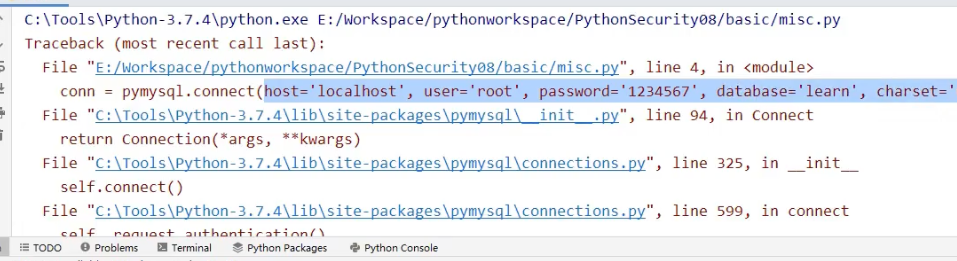 C:\Tools\Python-3.7.4\python.exe E:/Workspace/pythonworkspace/PythonSecurity08/basic/misc.py
Traceback (most recent call last):
File "E:/Workspace/pythonworkspace/PythonSecurity08/basic/misc.py", line 4, in <module>
conn = pymysql.connect(host='localhost', user='root', password='1234567', database='learn', charset='
File "C:\Tools\Python-3.7.4\lib\site-packages\pymysql\__init__.py", line 94, in Connect
return Connection(*args, **kwargs)
File "C:\Tools\Python-3.7.4\lib\site-packages\pymysql\connections.py", line 325, in __init__
self.connect()
File "C:\Tools\Python-3.7.4\lib\site-packages\pymysql\connections.py", line 599, in connect
self._request_authentication()
TODO Problems Terminal Python Packages Python Console